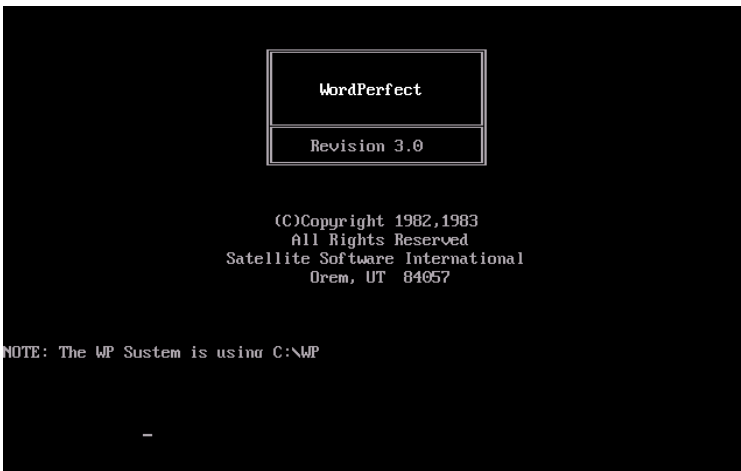 WordPerfect
Revision 3.0
(C)Copyright 1982,1983
All Rights Reserved
Satellite Software International
Orem, UT 84057
NOTE: The WP System is using C:\WP